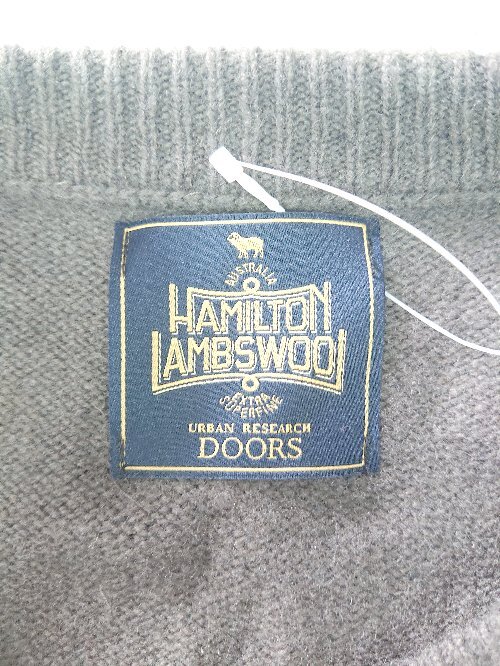 AUSTRALIA
HAMILTON
LAMBSWOOL
EXTRA
SUPERFINE
URBAN RESEARCH
DOORS